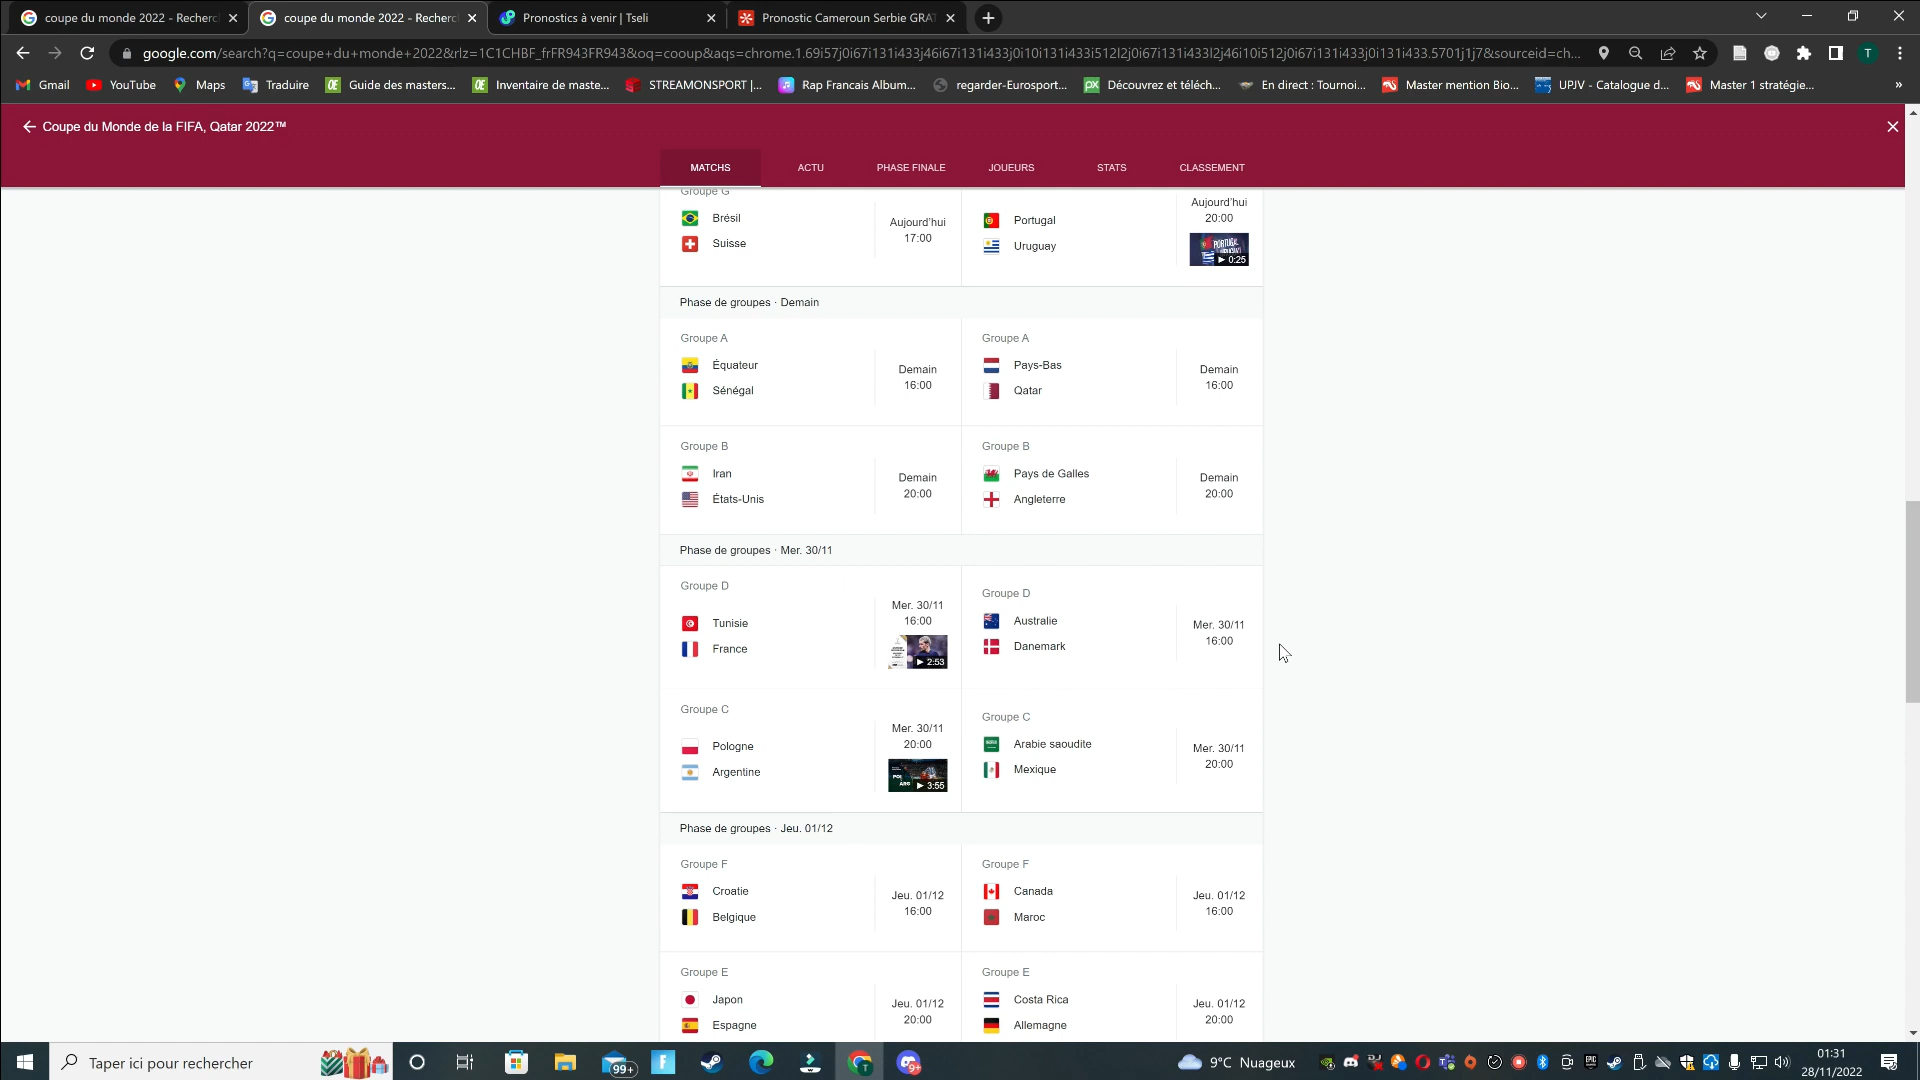 coupe du monde 2022 - Recherc
coupe du monde 2022 - Recherc
Pronostics à venir | Tseli
Pronostic Cameroun Serbie GRAT
google.com/search?q=coupe+du+monde+2022&rlz=1C1CHBF_frFR943FR943&oq=cooup&aqs=chrome.1.69i57j0i67i131i433j46i67i131i433j0i10i131i433i512l2j0i67i131i433l2j46i10i512j0i67i131i433j0i131i433.5701j1j7&sourceid=ch...
T
Gmail
YouTube
Maps
Traduire
Guide des masters...
Inventaire de maste...
STREAMONSPORT |...
Rap Francais Album...
regarder-Eurosport...
Découvrez et téléch...
En direct : Tournoi...
Master mention Bio...
UPJV - Catalogue d...
Master 1 stratégie...
»
Coupe du Monde de la FIFA, Qatar 2022™
MATCHS
ACTU
PHASE FINALE
JOUEURS
STATS
CLASSEMENT
Groupe G
Brésil
Suisse
Aujourd'hui
17:00
Portugal
Uruguay
Aujourd'hui
20:00
PORTUGAL
0:25
Phase de groupes · Demain
Groupe A
Équateur
Sénégal
Demain
16:00
Groupe A
Pays-Bas
Qatar
Demain
16:00
Groupe B
Iran
États-Unis
Demain
20:00
Groupe B
Pays de Galles
Angleterre
Demain
20:00
Phase de groupes · Mer. 30/11
Groupe D
Tunisie
France
Mer. 30/11
16:00
2:53
Groupe D
Australie
Danemark
Mer. 30/11
16:00
Groupe C
Pologne
Argentine
Mer. 30/11
20:00
3:55
Groupe C
Arabie saoudite
Mexique
Mer. 30/11
20:00
Phase de groupes · Jeu. 01/12
Groupe F
Croatie
Belgique
Jeu. 01/12
16:00
Groupe F
Canada
Maroc
Jeu. 01/12
16:00
Groupe E
Japon
Espagne
Jeu. 01/12
20:00
Groupe E
Costa Rica
Allemagne
Jeu. 01/12
20:00
Taper ici pour rechercher
99+
9+
9°C Nuageux
01:31
28/11/2022